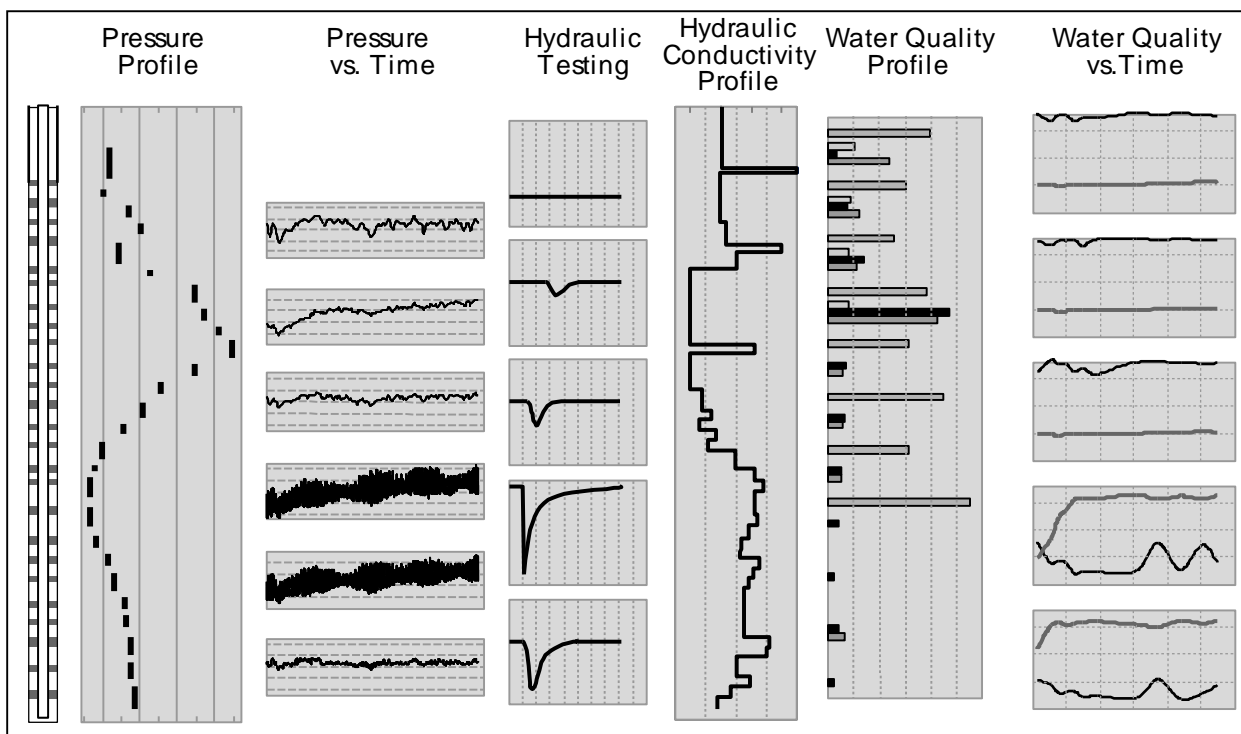 Pressure
Profile
Pressure
vs. Time
Hydraulic
Testing
Hydraulic
Conductivity
Profile
Water Quality
Profile
Water Quality
vs.Time